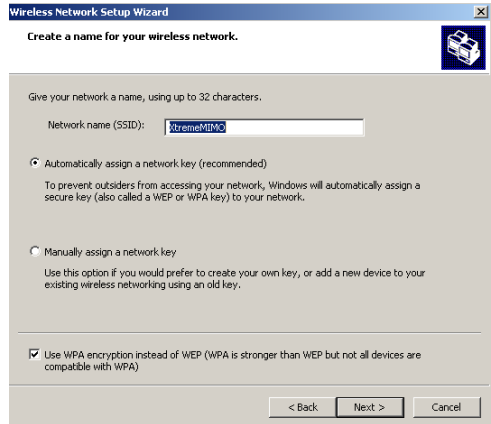 Wireless Network Setup Wizard
Create a name for your wireless network.
Give your network a name, using up to 32 characters.
Network name (SSID): XtremeMIMO
Automatically assign a network key (recommended)
To prevent outsiders from accessing your network, Windows will automatically assign a
secure key (also called a WEP or WPA key) to your network.
Manually assign a network key
Use this option if you would prefer to create your own key, or add a new device to your
existing wireless networking using an old key.
Use WPA encryption instead of WEP (WPA is stronger than WEP but not all devices are
compatible with WPA)
< Back Next > Cancel